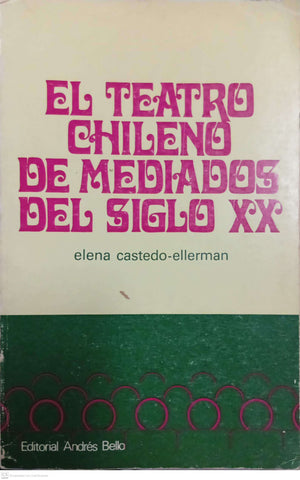 EL TEATRO
CHILENO
DE MEDIADOS
DEL SIGLO XX
elena castedo-ellerman
Editorial Andrés Bello